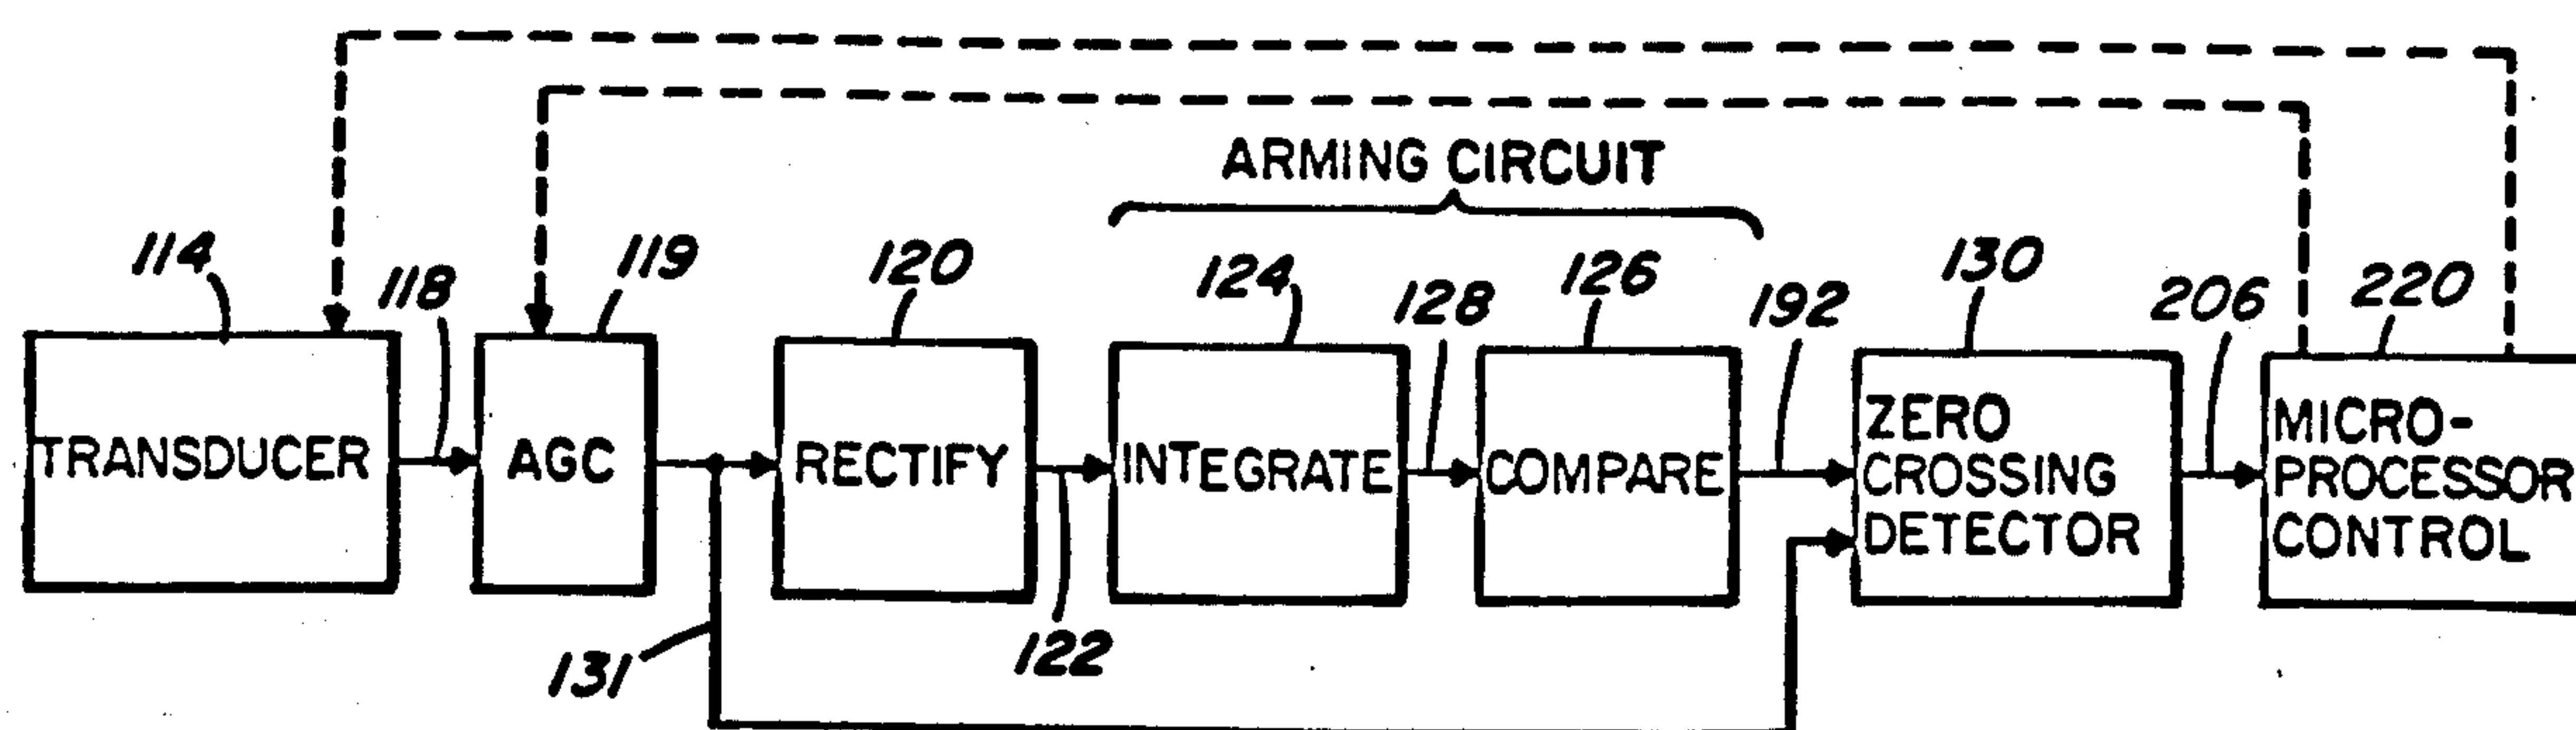 ARMING CIRCUIT
114
118
119
120
124
128
126
192
130
206
220
TRANSDUCER
AGC
RECTIFY
INTEGRATE
COMPARE
ZERO
CROSSING
DETECTOR
MICRO-
PROCESSOR
CONTROL
131
122